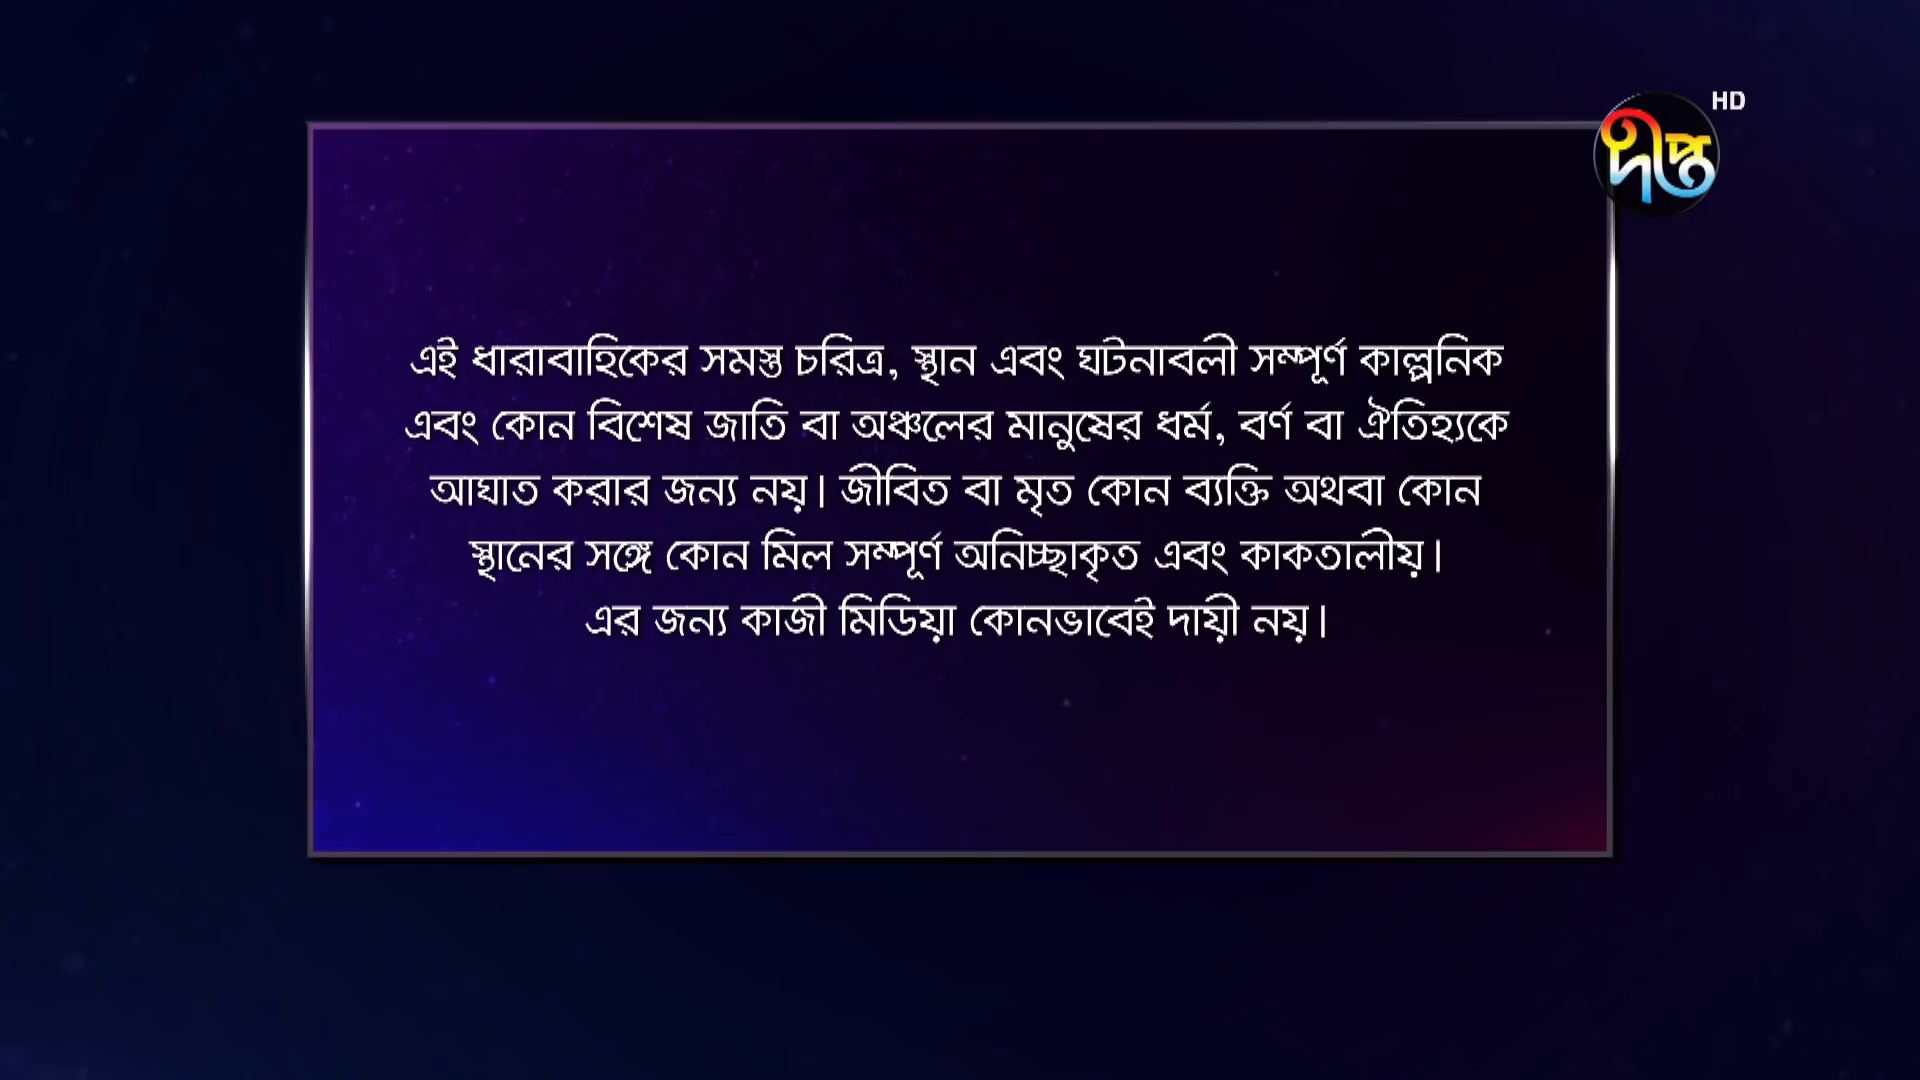 HD
দীপ্ত
এই ধারাবাহিকের সমস্ত চরিত্র, স্থান এবং ঘটনাবলী সম্পূর্ণ কাল্পনিক
এবং কোন বিশেষ জাতি বা অঞ্চলের মানুষের ধর্ম, বর্ণ বা ঐতিহ্যকে
আঘাত করার জন্য নয়। জীবিত বা মৃত কোন ব্যক্তি অথবা কোন
স্থানের সঙ্গে কোন মিল সম্পূর্ণ অনিচ্ছাকৃত এবং কাকতালীয়।
এর জন্য কাজী মিডিয়া কোনভাবেই দায়ী নয়।